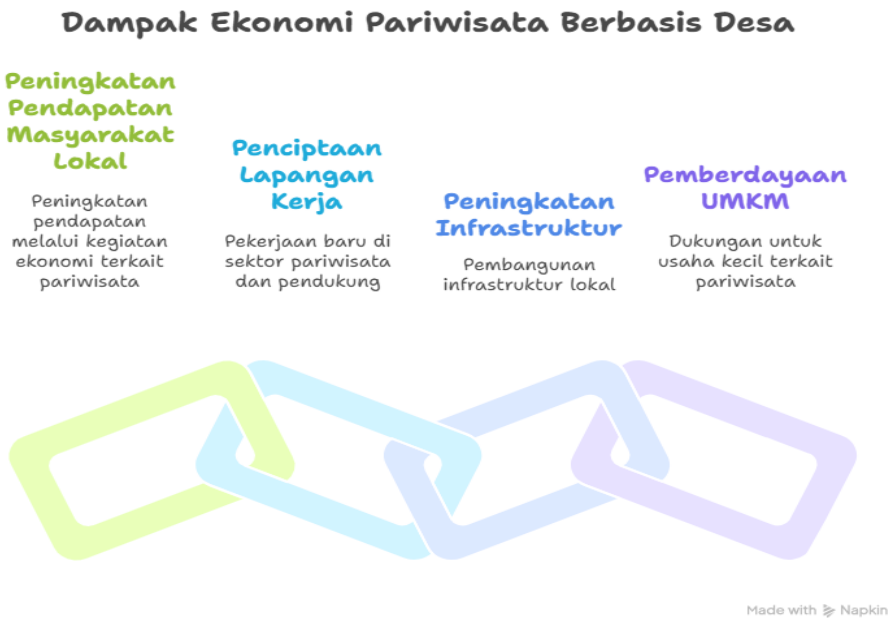 Dampak Ekonomi Pariwisata Berbasis Desa
Peningkatan
Pendapatan
Masyarakat
Lokal
Peningkatan
pendapatan
melalui kegiatan
ekonomi terkait
pariwisata
Penciptaan
Lapangan
Kerja
Pekerjaan baru di
sektor pariwisata
dan pendukung
Peningkatan
Infrastruktur
Pembangunan
infrastruktur lokal
Pemberdayaan
UMKM
Dukungan untuk
usaha kecil terkait
pariwisata
Made with Napkin